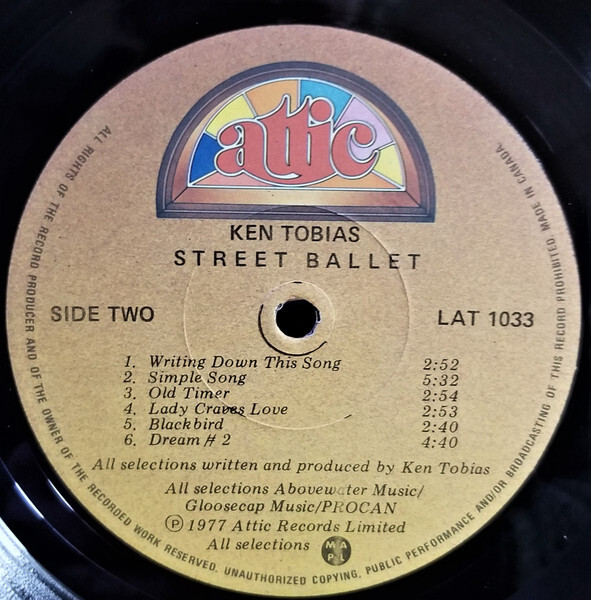 attic
KEN TOBIAS
STREET BALLET
SIDE TWO
LAT 1033
1. Writing Down This Song 2:52
2. Simple Song 5:32
3. Old Timer 2:54
4. Lady Craves Love 2:53
5. Blackbird 2:40
6. Dream # 2 4:40
All selections written and produced by Ken Tobias
All selections Abovewater Music/
Gloosecap Music/PROCAN
Ⓟ 1977 Attic Records Limited
All selections MAPL
ALL RIGHTS OF THE RECORD PRODUCER AND OF THE OWNER OF THE RECORDED WORK RESERVED. UNAUTHORIZED COPYING, PUBLIC PERFORMANCE AND/OR BROADCASTING OF THIS RECORD PROHIBITED MADE IN CANADA.